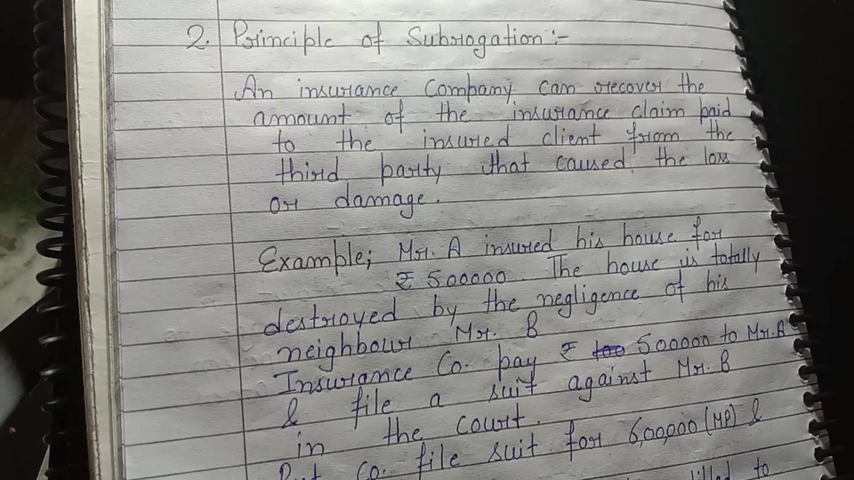 2. Principle of Subrogation :-
An insurance Company can recover the
amount of the insurance claim paid
to the insured client from the
third party that caused the loss
or damage.
Example; Mr. A insured his house for
₹ 500000 The house is totally
destroyed by the negligence of his
neighbour Mr. B
Insurance Co. pay ₹ 500000 to Mr. A
& file a suit against Mr. B
in the court.
But Co. file suit for 6,00,000 (MP) &
to